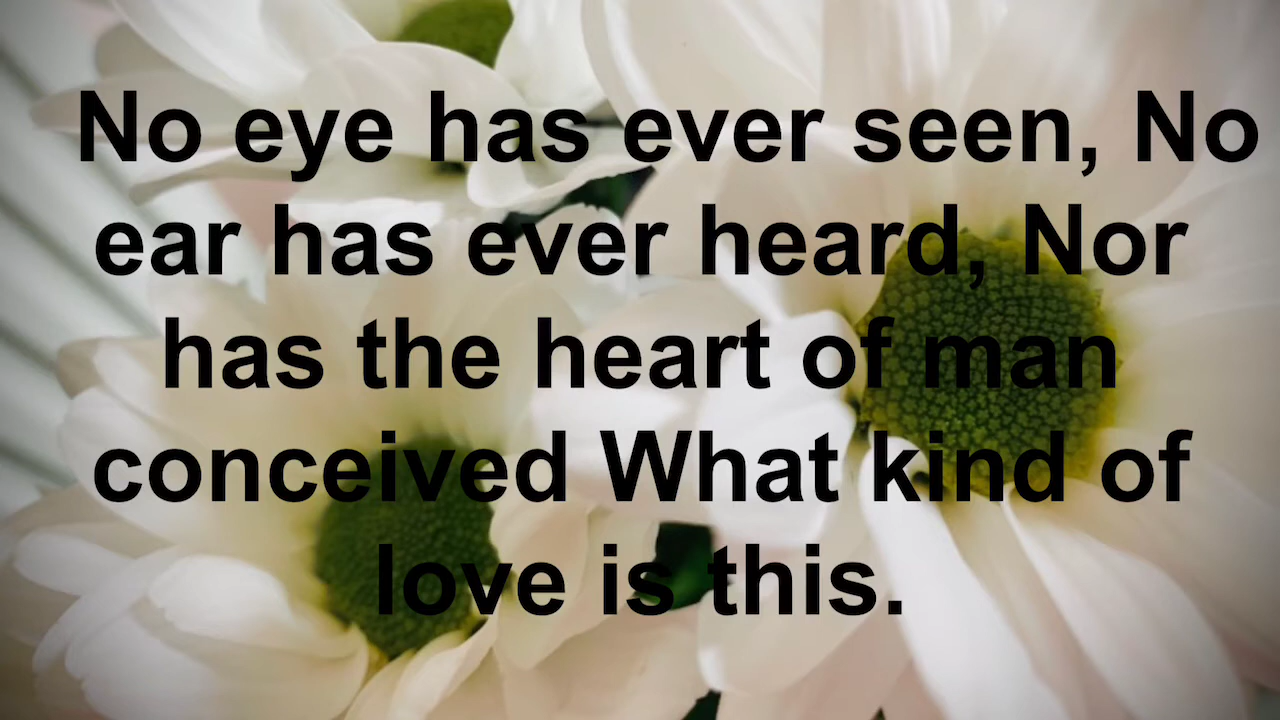 No eye has ever seen, No
ear has ever heard, Nor
has the heart of man
conceived What kind of
love is this.